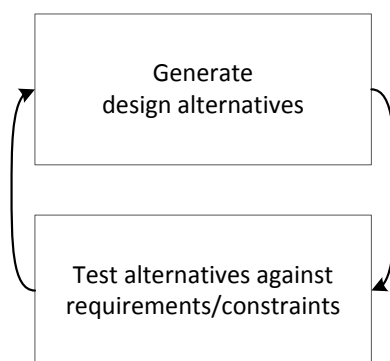 Generate
design alternatives
Test alternatives against
requirements/constraints